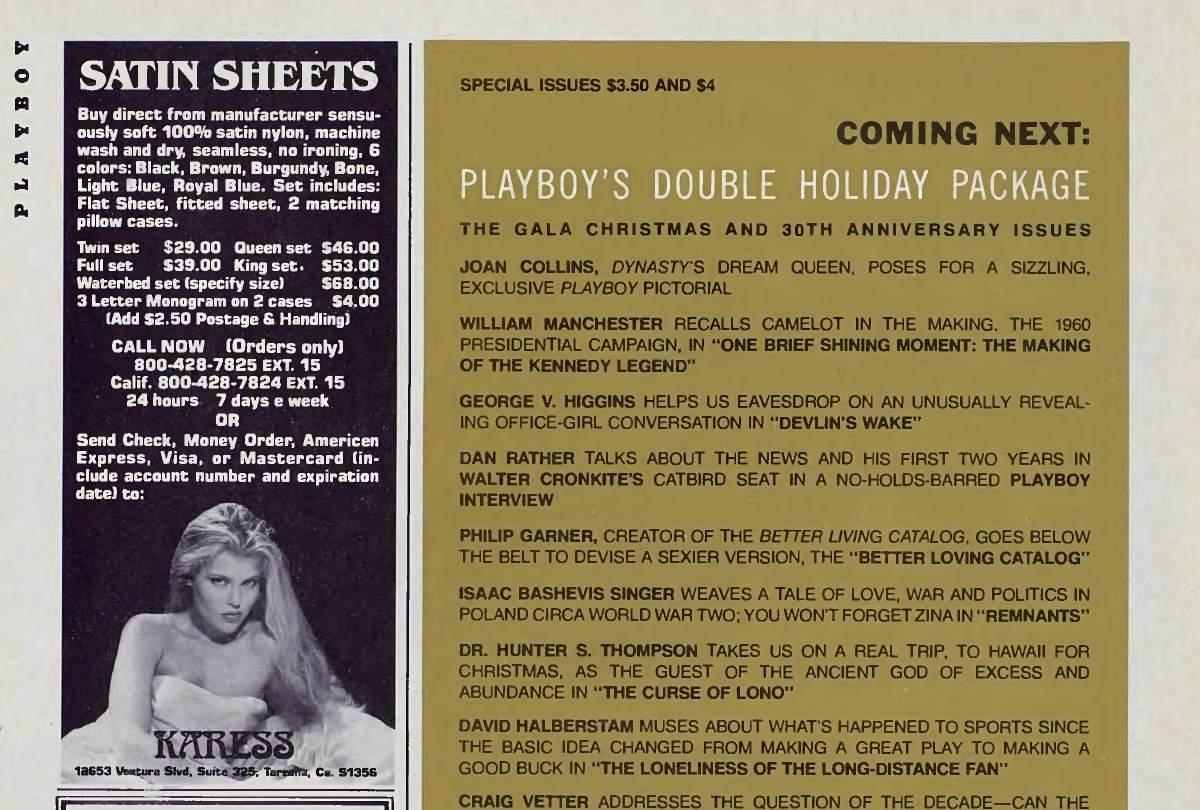 PLAYBOY
SATIN SHEETS
Buy direct from manufacturer sensu-
ously soft 100% satin nylon, machine
wash and dry, seamless, no ironing, 6
colors: Black, Brown, Burgundy, Bone,
Light Blue, Royal Blue. Set includes:
Flat Sheet, fitted sheet, 2 matching
pillow cases.
Twin set $29.00 Queen set $46.00
Full set $39.00 King set. $53.00
Waterbed set (specify size) $68.00
3 Letter Monogram on 2 cases $4.00
(Add $2.50 Postage & Handling)
CALL NOW (Orders only)
800-428-7825 EXT. 15
Calif. 800-428-7824 EXT. 15
24 hours 7 days e week
OR
Send Check, Money Order, Americen
Express, Visa, or Mastercard (in-
clude account number and expiration
date) to:
KARESS
18653 Ventura Slvd, Suite 325, Tarzana, Ca. 51356
SPECIAL ISSUES $3.50 AND $4
COMING NEXT:
PLAYBOY'S DOUBLE HOLIDAY PACKAGE
THE GALA CHRISTMAS AND 30TH ANNIVERSARY ISSUES
JOAN COLLINS, DYNASTY'S DREAM QUEEN, POSES FOR A SIZZLING,
EXCLUSIVE PLAYBOY PICTORIAL
WILLIAM MANCHESTER RECALLS CAMELOT IN THE MAKING. THE 1960
PRESIDENTIAL CAMPAIGN, IN "ONE BRIEF SHINING MOMENT: THE MAKING
OF THE KENNEDY LEGEND"
GEORGE V. HIGGINS HELPS US EAVESDROP ON AN UNUSUALLY REVEAL-
ING OFFICE-GIRL CONVERSATION IN "DEVLIN'S WAKE"
DAN RATHER TALKS ABOUT THE NEWS AND HIS FIRST TWO YEARS IN
WALTER CRONKITE'S CATBIRD SEAT IN A NO-HOLDS-BARRED PLAYBOY
INTERVIEW
PHILIP GARNER, CREATOR OF THE BETTER LIVING CATALOG, GOES BELOW
THE BELT TO DEVISE A SEXIER VERSION, THE "BETTER LOVING CATALOG"
ISAAC BASHEVIS SINGER WEAVES A TALE OF LOVE, WAR AND POLITICS IN
POLAND CIRCA WORLD WAR TWO; YOU WON'T FORGET ZINA IN "REMNANTS"
DR. HUNTER S. THOMPSON TAKES US ON A REAL TRIP, TO HAWAII FOR
CHRISTMAS, AS THE GUEST OF THE ANCIENT GOD OF EXCESS AND
ABUNDANCE IN "THE CURSE OF LONO"
DAVID HALBERSTAM MUSES ABOUT WHAT'S HAPPENED TO SPORTS SINCE
THE BASIC IDEA CHANGED FROM MAKING A GREAT PLAY TO MAKING A
GOOD BUCK IN "THE LONELINESS OF THE LONG-DISTANCE FAN"
CRAIG VETTER ADDRESSES THE QUESTION OF THE DECADE—CAN THE